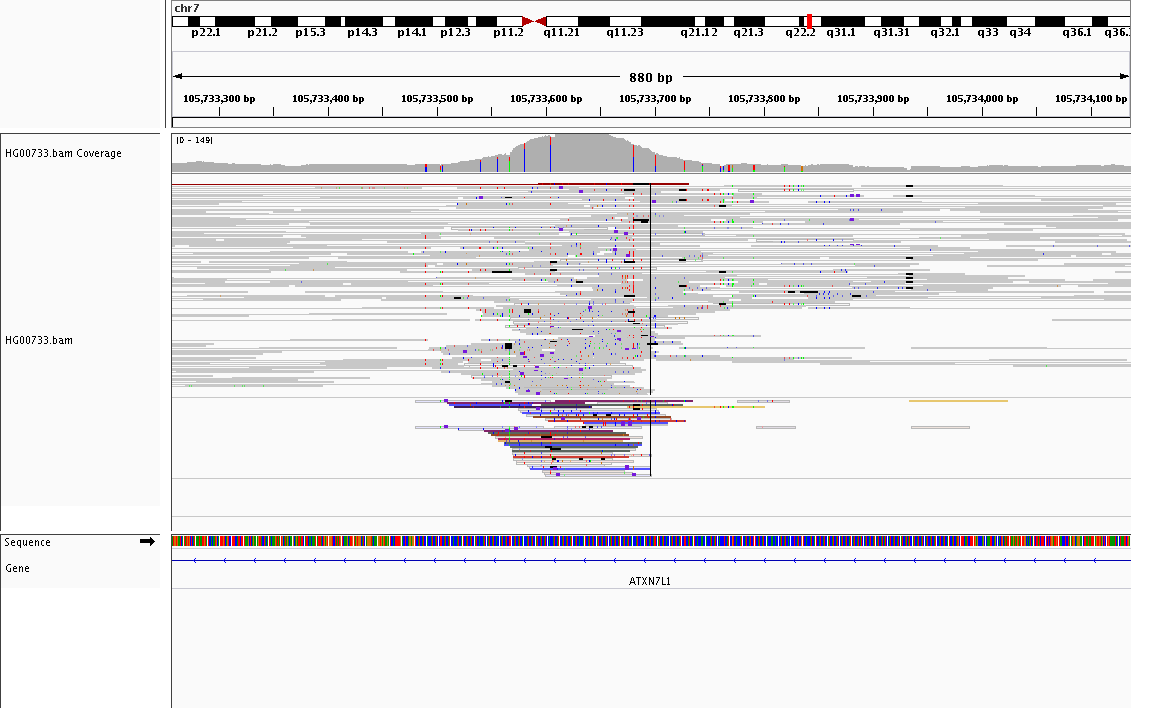 chr7
p22.1 p21.2 p15.3 p14.3 p14.1 p12.3 p11.2 q11.21 q11.23 q21.12 q21.3 q22.2 q31.1 q31.31 q32.1 q33 q34 q36.1 q36.
880 bp
105,733,300 bp 105,733,400 bp 105,733,500 bp 105,733,600 bp 105,733,700 bp 105,733,800 bp 105,733,900 bp 105,734,000 bp 105,734,100 bp
[0 - 149]
HG00733.bam Coverage
HG00733.bam
Sequence
Gene
ATXN7L1